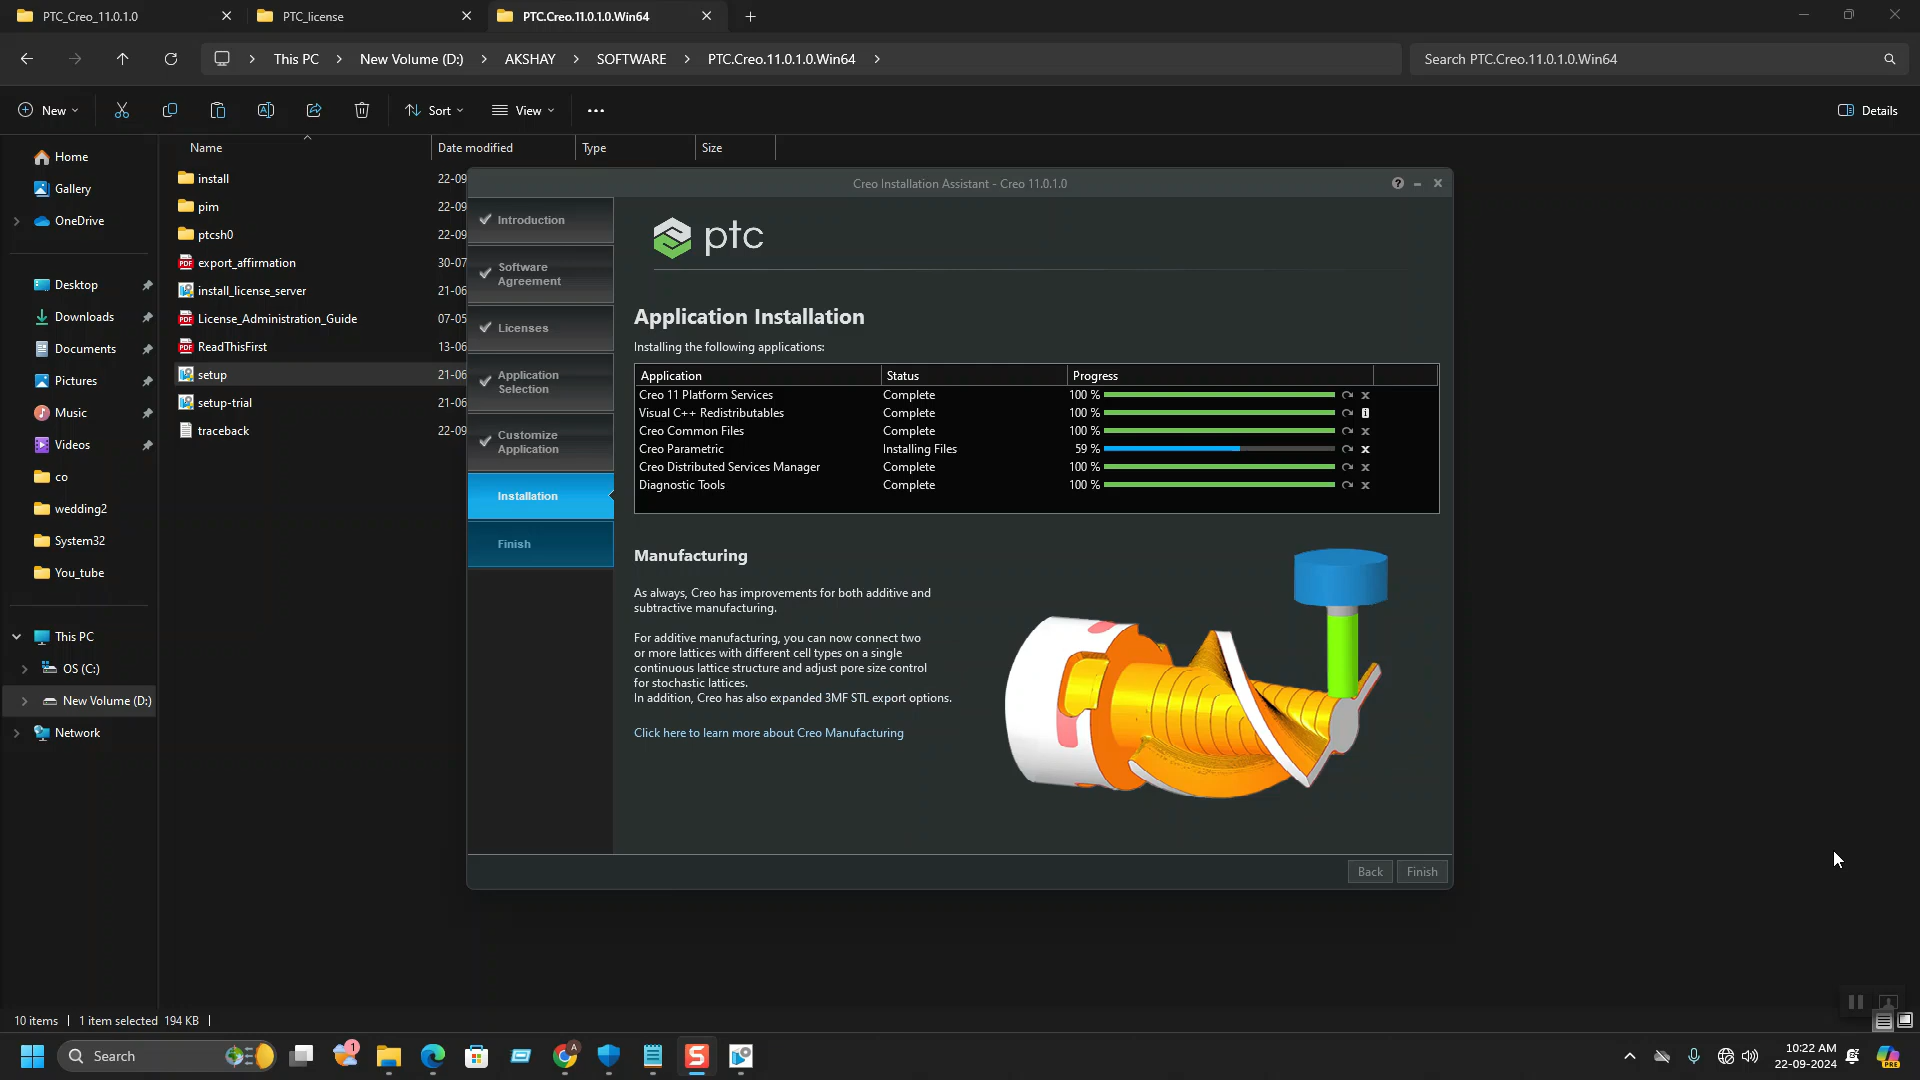 PTC_Creo_11.0.1.0
PTC_license
PTC.Creo.11.0.1.0.Win64
This PC
New Volume (D:)
AKSHAY
SOFTWARE
PTC.Creo.11.0.1.0.Win64
Search PTC.Creo.11.0.1.0.Win64
New
Sort
View
Details
Name
Date modified
Type
Size
Home
Gallery
OneDrive
Desktop
Downloads
Documents
Pictures
Music
Videos
co
wedding2
System32
You_tube
This PC
OS (C:)
New Volume (D:)
Network
install
22-09
pim
22-09
ptcsh0
22-09
export_affirmation
30-07
install_license_server
21-06
License_Administration_Guide
07-05
ReadThisFirst
13-06
setup
21-06
setup-trial
21-06
traceback
22-09
Creo Installation Assistant - Creo 11.0.1.0
Introduction
Software
Agreement
Licenses
Application
Selection
Customize
Application
Installation
Finish
ptc
Application Installation
Installing the following applications:
Application Status Progress
Creo 11 Platform Services Complete 100 %
Visual C++ Redistributables Complete 100 %
Creo Common Files Complete 100 %
Creo Parametric Installing Files 59 %
Creo Distributed Services Manager Complete 100 %
Diagnostic Tools Complete 100 %
Manufacturing
As always, Creo has improvements for both additive and
subtractive manufacturing.
For additive manufacturing, you can now connect two
or more lattices with different cell types on a single
continuous lattice structure and adjust pore size control
for stochastic lattices.
In addition, Creo has also expanded 3MF STL export options.
Click here to learn more about Creo Manufacturing
Back
Finish
10 items
1 item selected 194 KB
Search
1
A
S
10:22 AM
22-09-2024
PRE